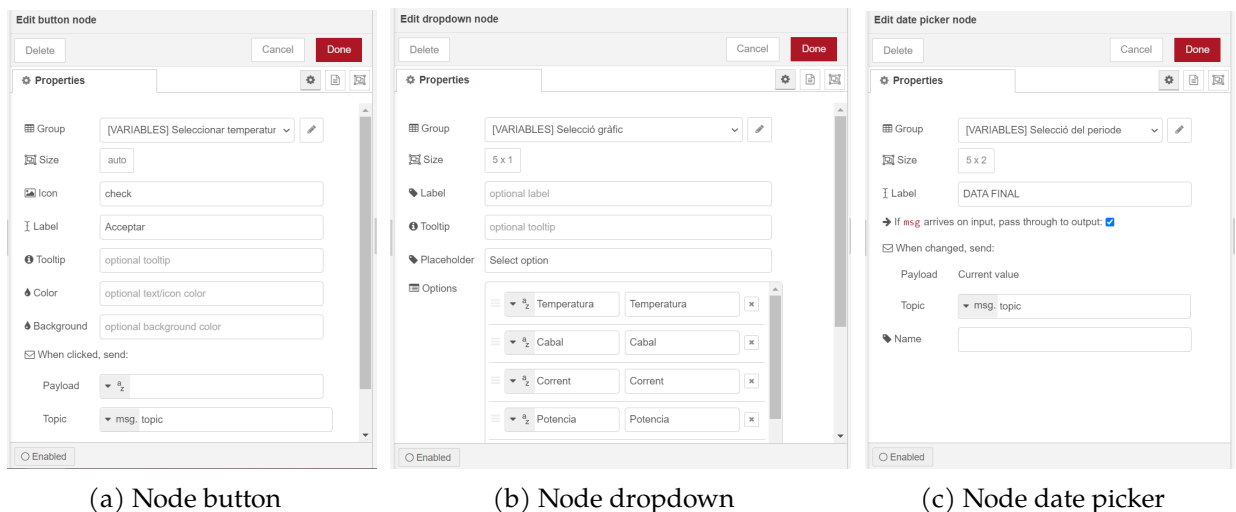 Edit button node
Delete
Cancel
Done
Properties
Group
[VARIABLES] Seleccionar temperatur
Size
auto
Icon
check
Label
Acceptar
Tooltip
optional tooltip
Color
optional text/icon color
Background
optional background color
When clicked, send:
Payload
a z
Topic
msg. topic
Enabled
(a) Node button
Edit dropdown node
Delete
Cancel
Done
Properties
Group
[VARIABLES] Selecció gràfic
Size
5 x 1
Label
optional label
Tooltip
optional tooltip
Placeholder
Select option
Options
a z Temperatura Temperatura
a z Cabal Cabal
a z Corrent Corrent
a z Potencia Potencia
Enabled
(b) Node dropdown
Edit date picker node
Delete
Cancel
Done
Properties
Group
[VARIABLES] Selecció del periode
Size
5 x 2
Label
DATA FINAL
If msg arrives on input, pass through to output:
When changed, send:
Payload Current value
Topic
msg. topic
Name
Enabled
(c) Node date picker